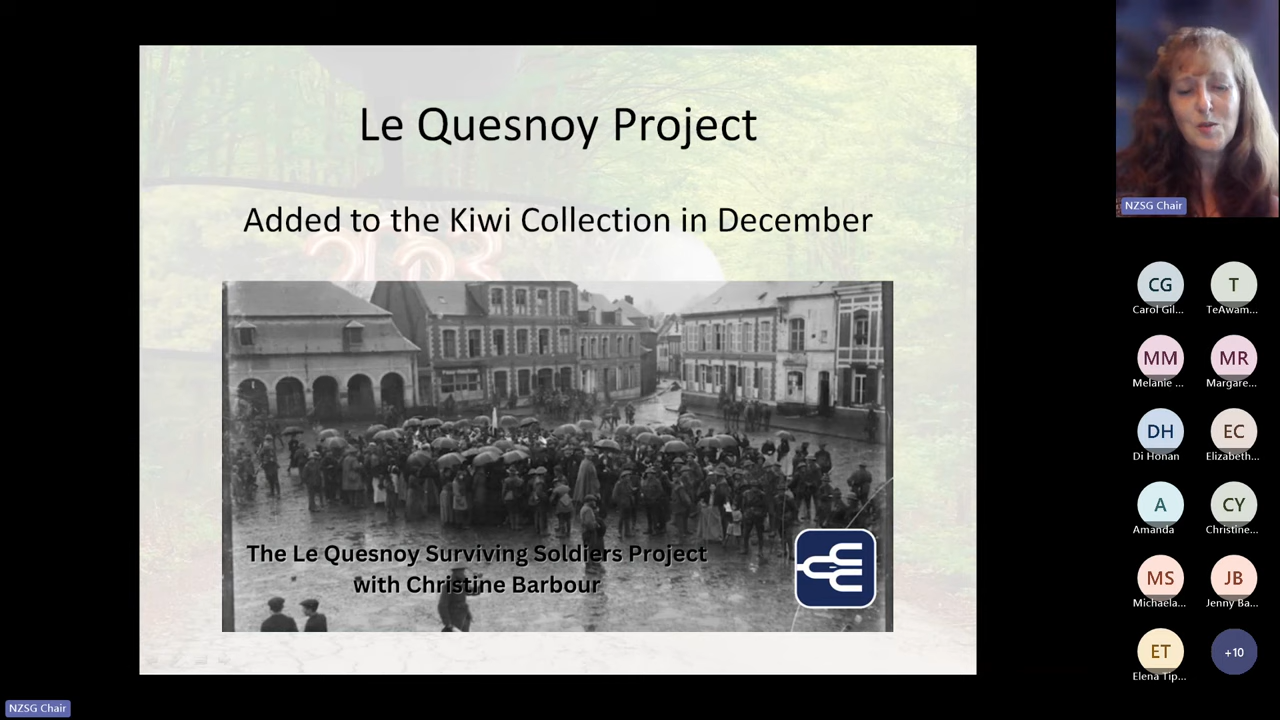 Le Quesnoy Project
Added to the Kiwi Collection in December
The Le Quesnoy Surviving Soldiers Project
with Christine Barbour
NZSG Chair
CG
Carol Gil...
T
TeAwam...
MM
Melanie ...
MR
Margare...
DH
Di Honan
EC
Elizabeth...
A
Amanda
CY
Christine...
MS
Michaela...
JB
Jenny Ba...
ET
Elena Tip...
+10
NZSG Chair